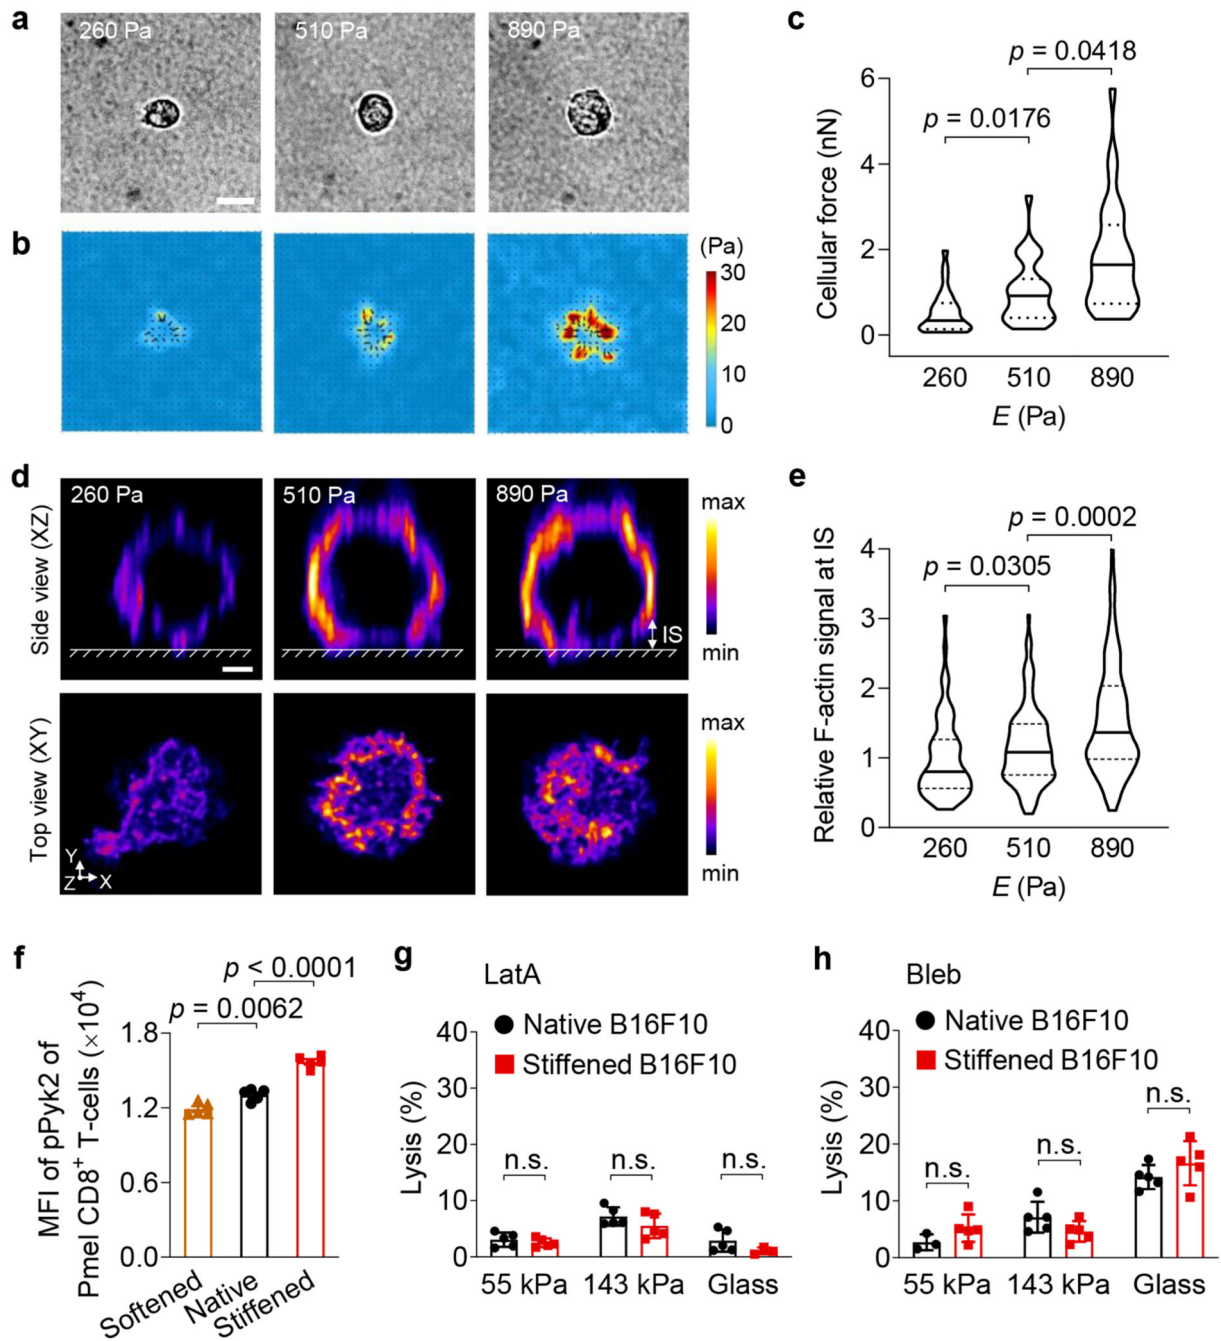 a
260 Pa
510 Pa
890 Pa
b
(Pa)
30
20
10
0
c
p = 0.0418
p = 0.0176
Cellular force (nN)
6
4
2
0
260 510 890
E (Pa)
d
Side view (XZ)
260 Pa
510 Pa
890 Pa
IS
max
min
Top view (XY)
Y
Z X
max
min
e
p = 0.0002
p = 0.0305
Relative F-actin signal at IS
4
3
2
1
0
260 510 890
E (Pa)
f
p < 0.0001
p = 0.0062
MFI of pPyk2 of
Pmel CD8⁺ T-cells (×10⁴)
1.8
1.2
0.6
0.0
Softened
Native
Stiffened
g
LatA
Native B16F10
Stiffened B16F10
Lysis (%)
40
30
20
10
0
n.s. n.s. n.s.
55 kPa 143 kPa Glass
h
Bleb
Native B16F10
Stiffened B16F10
Lysis (%)
40
30
20
10
0
n.s. n.s. n.s.
55 kPa 143 kPa Glass